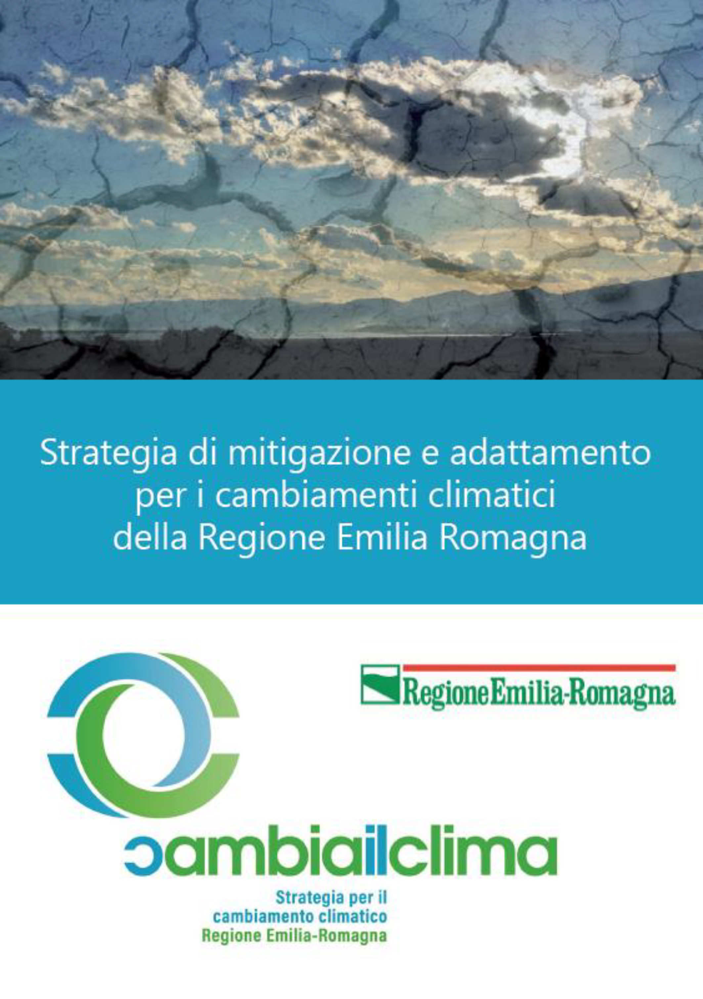 Strategia di mitigazione e adattamento
per i cambiamenti climatici
della Regione Emilia Romagna
RegioneEmilia-Romagna
cambiailclima
Strategia per il
cambiamento climatico
Regione Emilia-Romagna